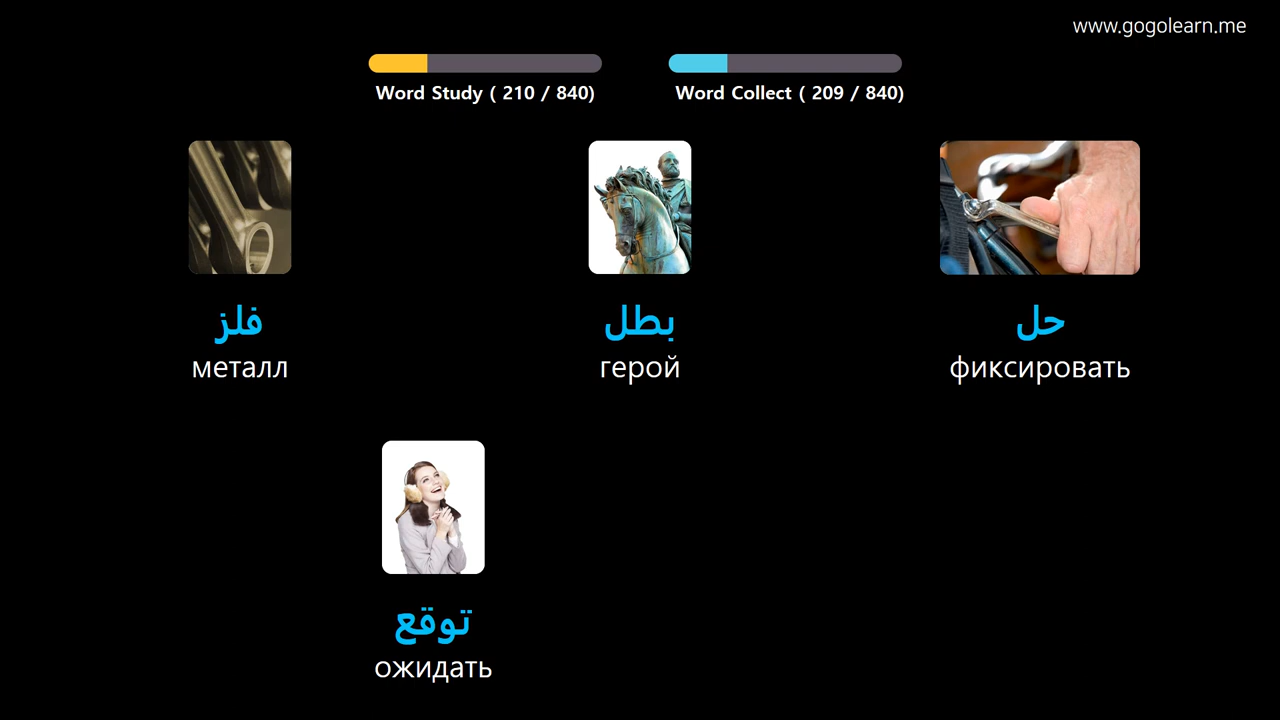 www.gogolearn.me
Word Study ( 210 / 840)
Word Collect ( 209 / 840)
فلز
металл
بطل
герой
حل
фиксировать
توقع
ожидать